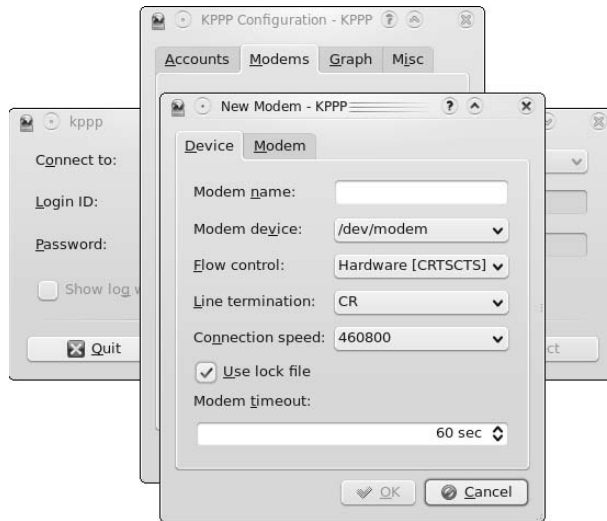 KPPP Configuration - KPPP
Accounts Modems Graph Misc
kppp
Connect to:
Login ID:
Password:
Show log
Quit
New Modem - KPPP
Device Modem
Modem name:
Modem device: /dev/modem
Flow control: Hardware [CRTSCTS]
Line termination: CR
Connection speed: 460800
Use lock file
Modem timeout:
60 sec
OK Cancel